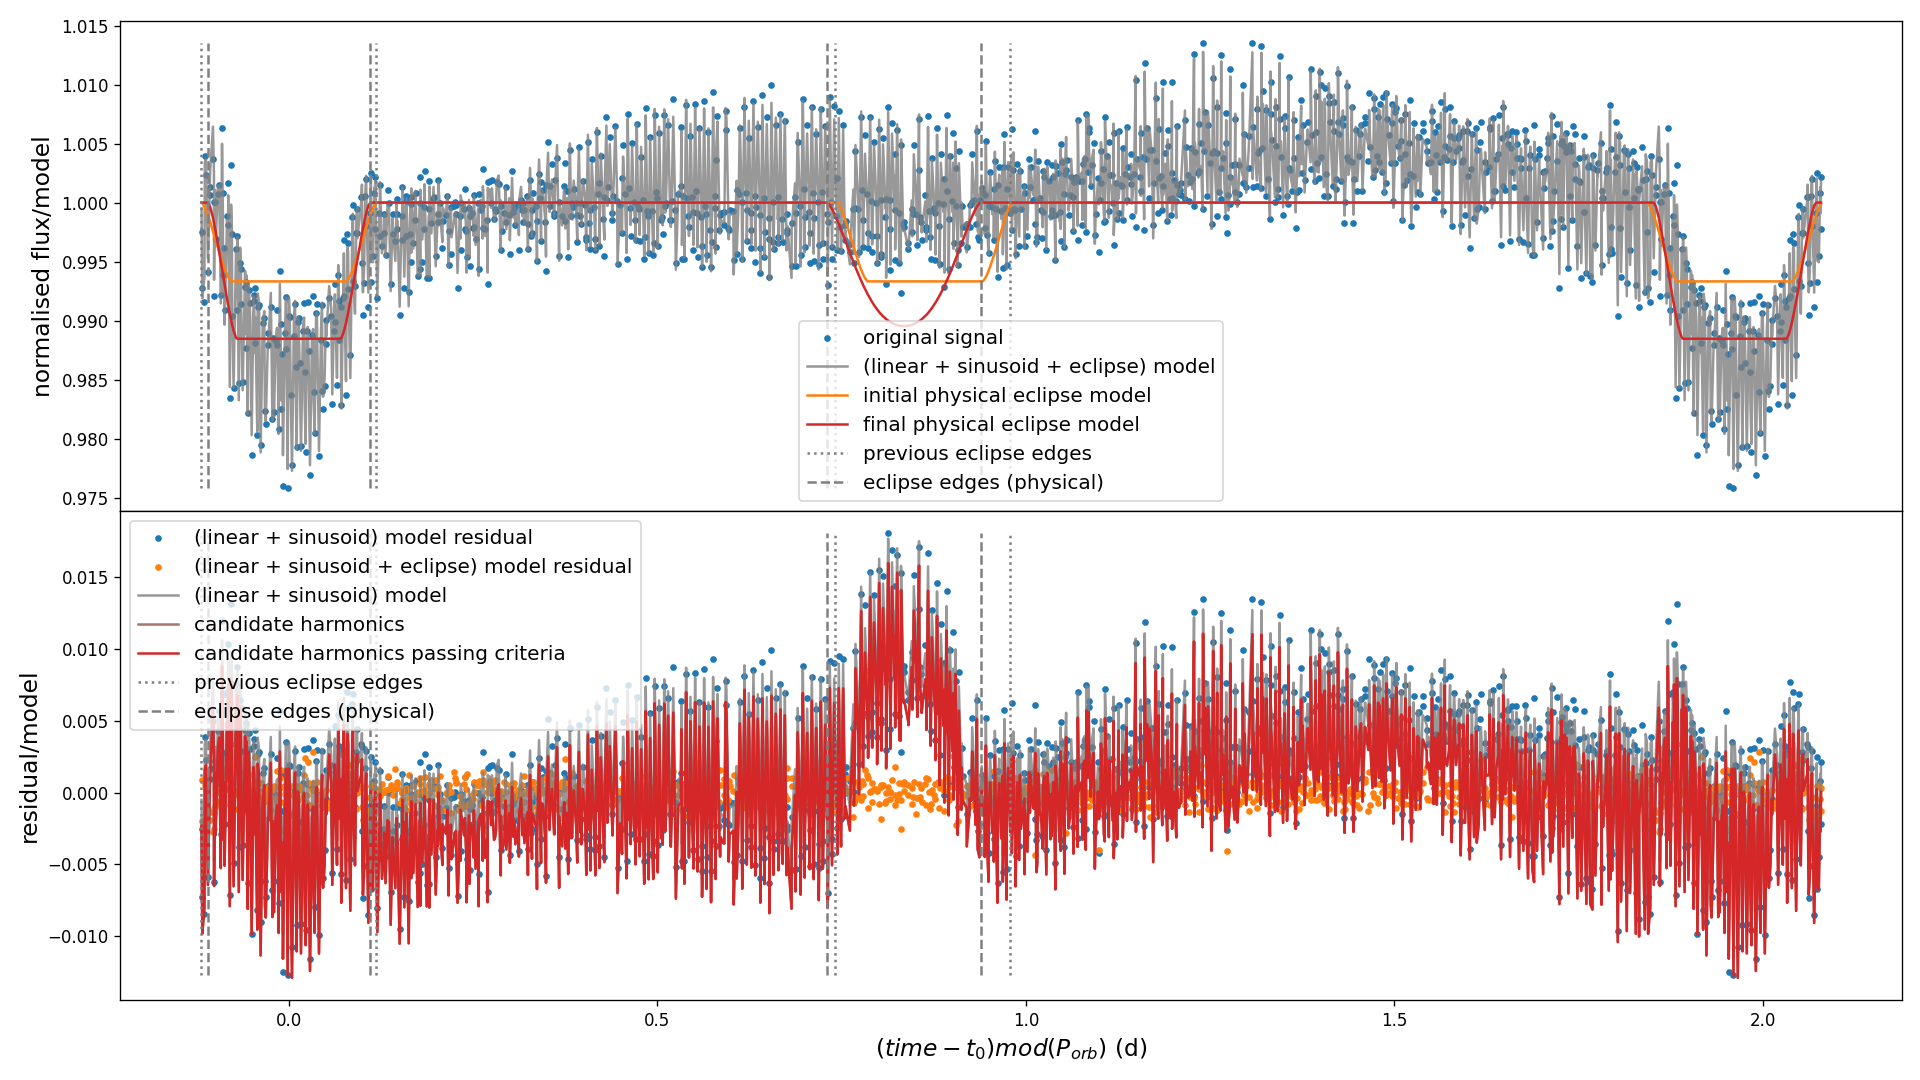 1.015
1.010
1.005
1.000
0.995
0.990
0.985
0.980
0.975
normalised flux/model
original signal
(linear + sinusoid + eclipse) model
initial physical eclipse model
final physical eclipse model
previous eclipse edges
eclipse edges (physical)
(linear + sinusoid) model residual
(linear + sinusoid + eclipse) model residual
(linear + sinusoid) model
candidate harmonics
candidate harmonics passing criteria
previous eclipse edges
eclipse edges (physical)
0.015
0.010
0.005
0.000
−0.005
−0.010
residual/model
0.0 0.5 1.0 1.5 2.0
(time − t₀)mod(P_orb) (d)